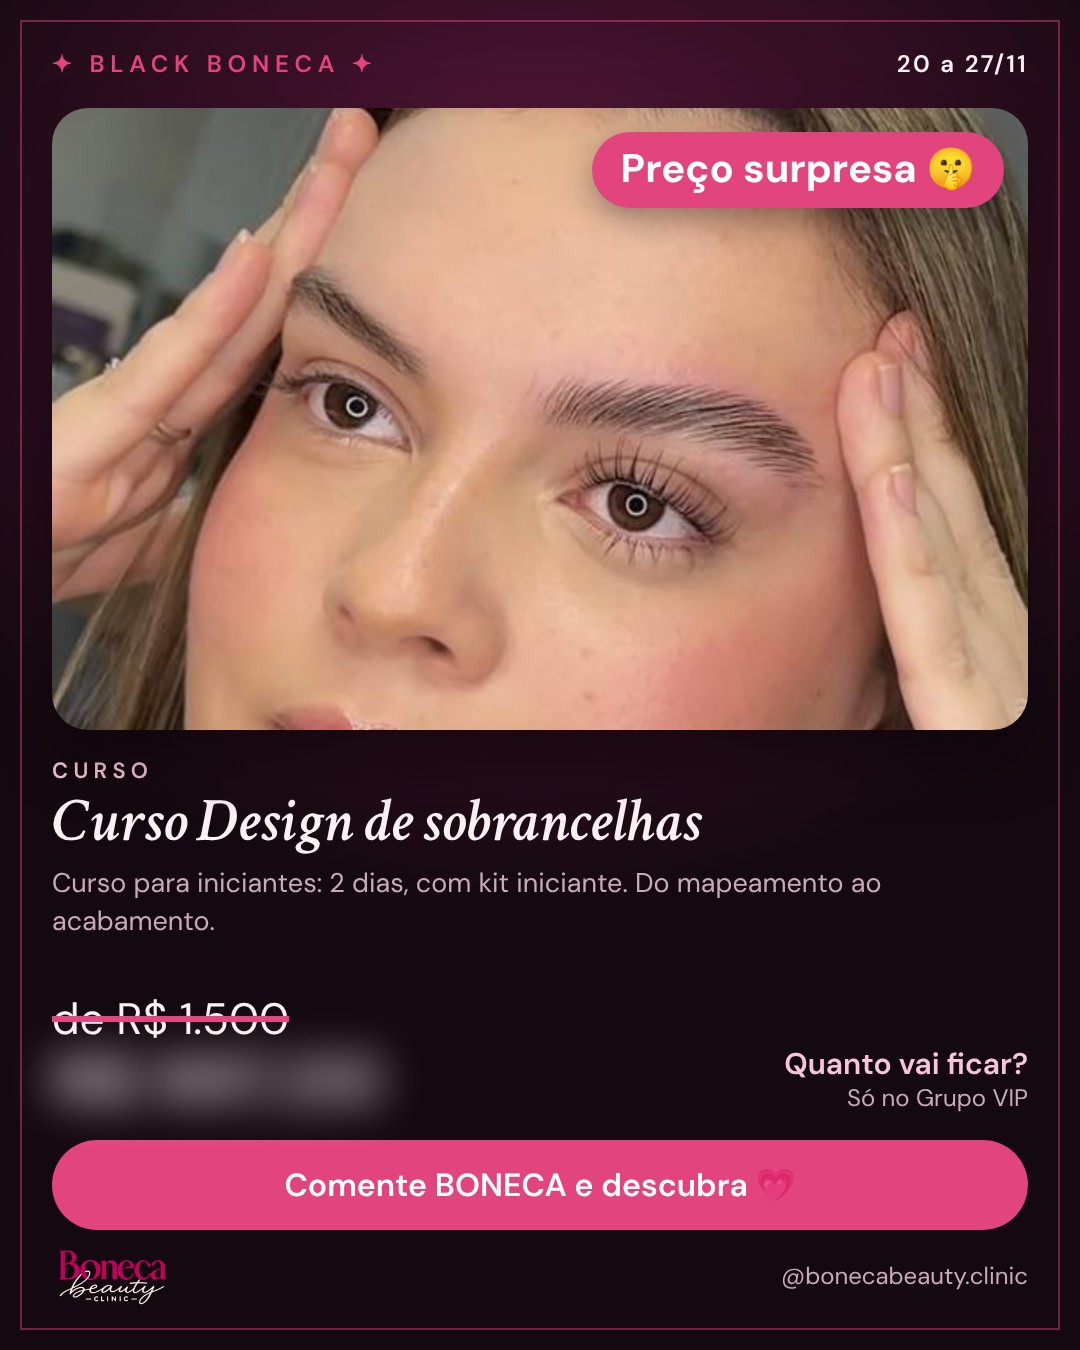 ✦ BLACK BONECA ✦
20 a 27/11
Preço surpresa 🤫
CURSO
Curso Design de sobrancelhas
Curso para iniciantes: 2 dias, com kit iniciante. Do mapeamento ao
acabamento.
de R$ 1.500
Quanto vai ficar?
Só no Grupo VIP
Comente BONECA e descubra 💗
Boneca
beauty
CLINIC
@bonecabeauty.clinic